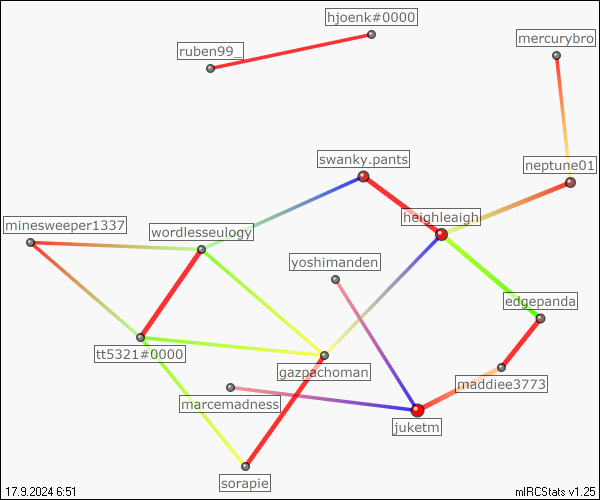 hjoenk#0000
ruben99_
mercurybro
swanky.pants
neptune01
heighleaigh
minesweeper1337
wordlesseulogy
yoshimanden
edgepanda
tt5321#0000
gazpachoman
maddiee3773
marcemadness
juketm
sorapie
17.9.2024 6:51
mIRCStats v1.25